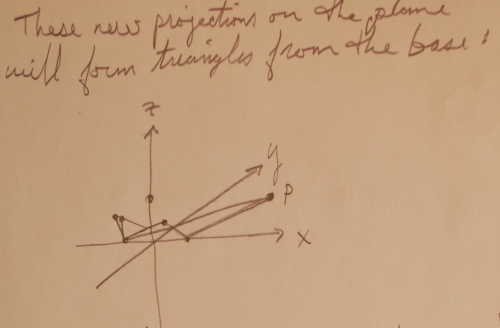 These new projections on the plane
will form triangles from the base:
z
y
P
x